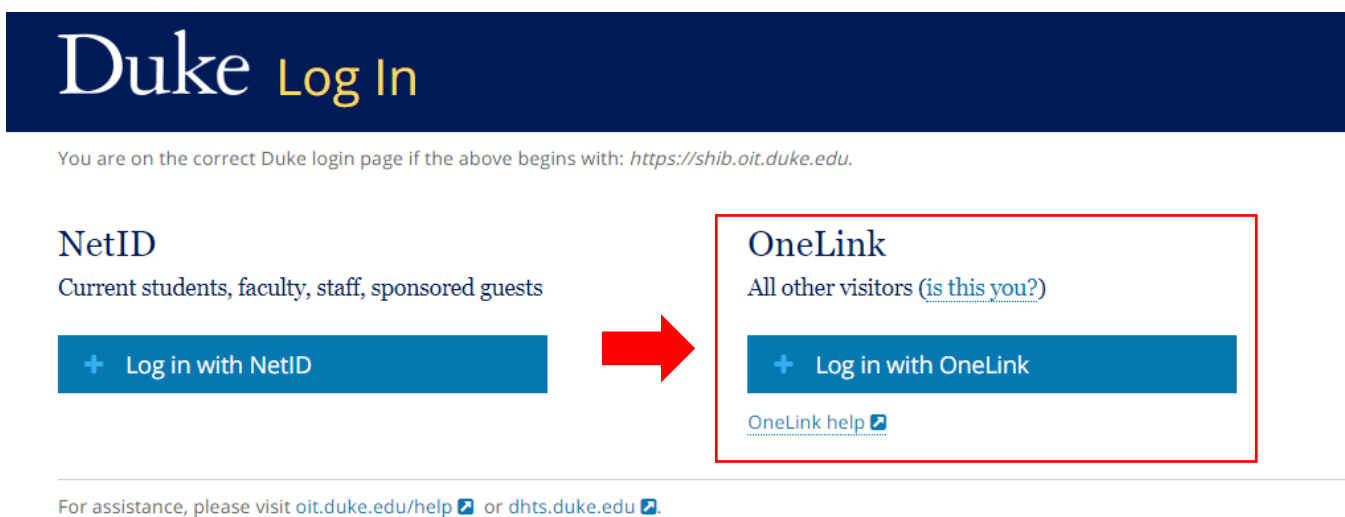 Duke Log In
You are on the correct Duke login page if the above begins with: https://shib.oit.duke.edu.
NetID
Current students, faculty, staff, sponsored guests
+ Log in with NetID
OneLink
All other visitors (is this you?)
+ Log in with OneLink
OneLink help
For assistance, please visit oit.duke.edu/help or dhts.duke.edu.